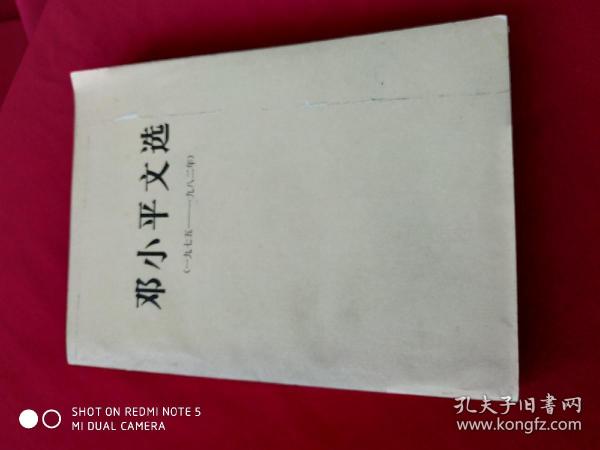 邓小平文选
(一九七五——一九八二年)
SHOT ON REDMI NOTE 5
MI DUAL CAMERA
孔夫子旧书网
www.kongfz.com